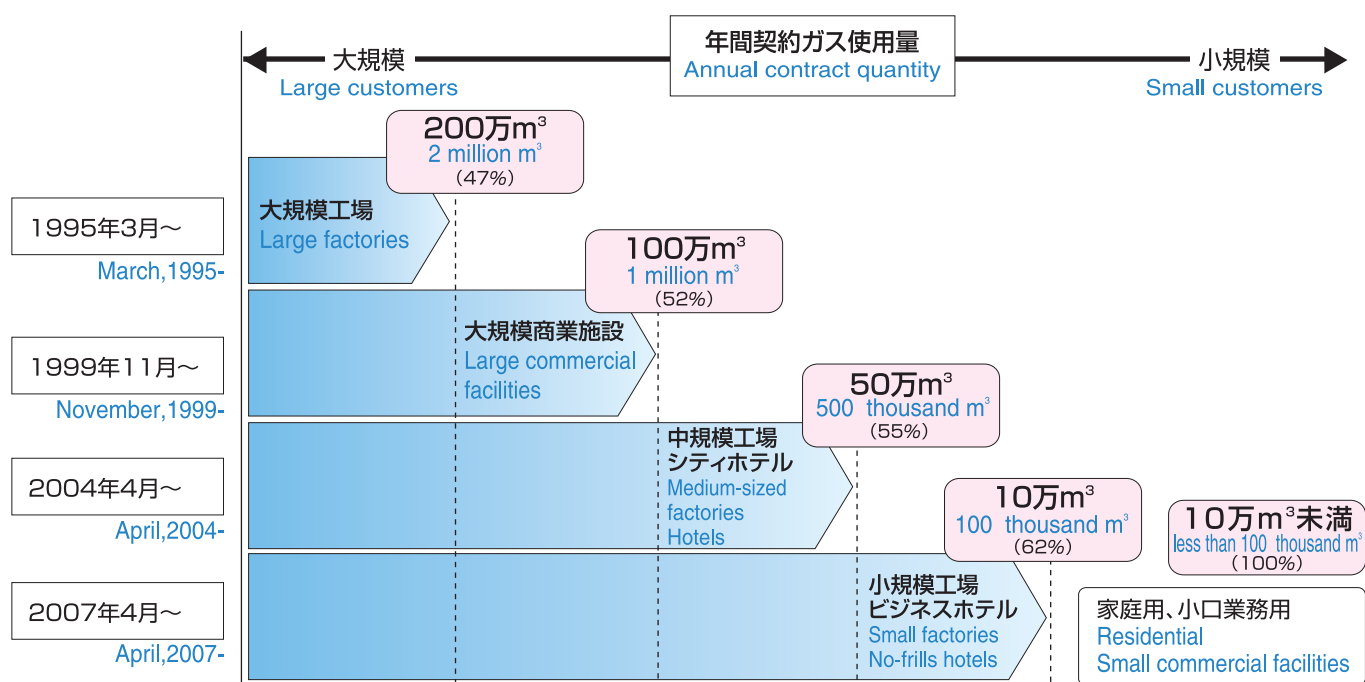 年間契約ガス使用量
Annual contract quantity
大規模
Large customers
小規模
Small customers
200万m³
2 million m³
(47%)
大規模工場
Large factories
1995年3月～
March,1995-
100万m³
1 million m³
(52%)
大規模商業施設
Large commercial
facilities
1999年11月～
November,1999-
50万m³
500 thousand m³
(55%)
中規模工場
シティホテル
Medium-sized
factories
Hotels
2004年4月～
April,2004-
10万m³
100 thousand m³
(62%)
10万m³未満
less than 100 thousand m³
(100%)
小規模工場
ビジネスホテル
Small factories
No-frills hotels
2007年4月～
April,2007-
家庭用、小口業務用
Residential
Small commercial facilities